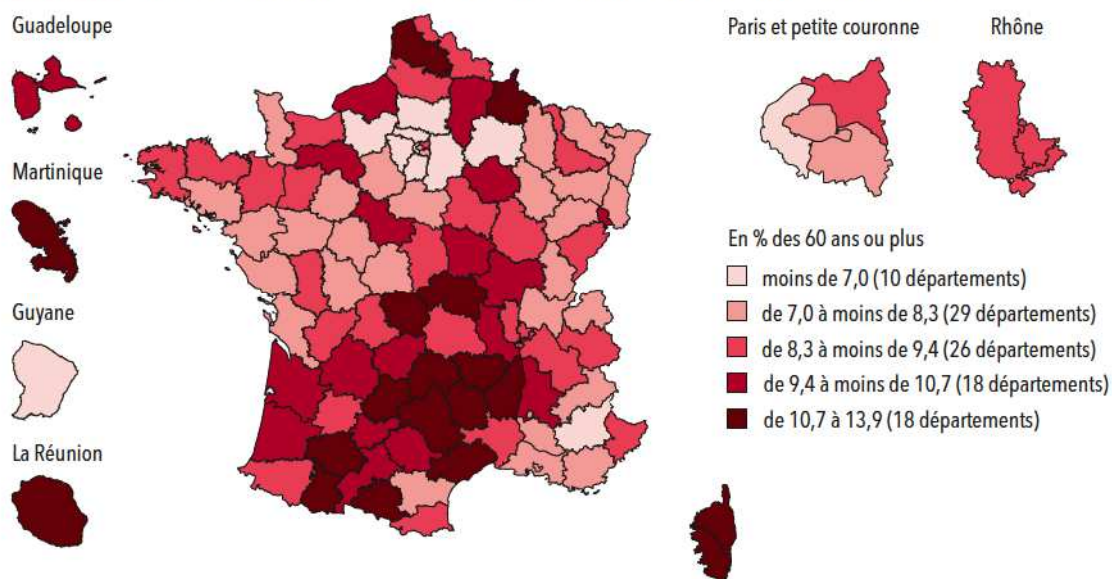 Guadeloupe
Martinique
Guyane
La Réunion
Paris et petite couronne
Rhône
En % des 60 ans ou plus
moins de 7,0 (10 départements)
de 7,0 à moins de 8,3 (29 départements)
de 8,3 à moins de 9,4 (26 départements)
de 9,4 à moins de 10,7 (18 départements)
de 10,7 à 13,9 (18 départements)